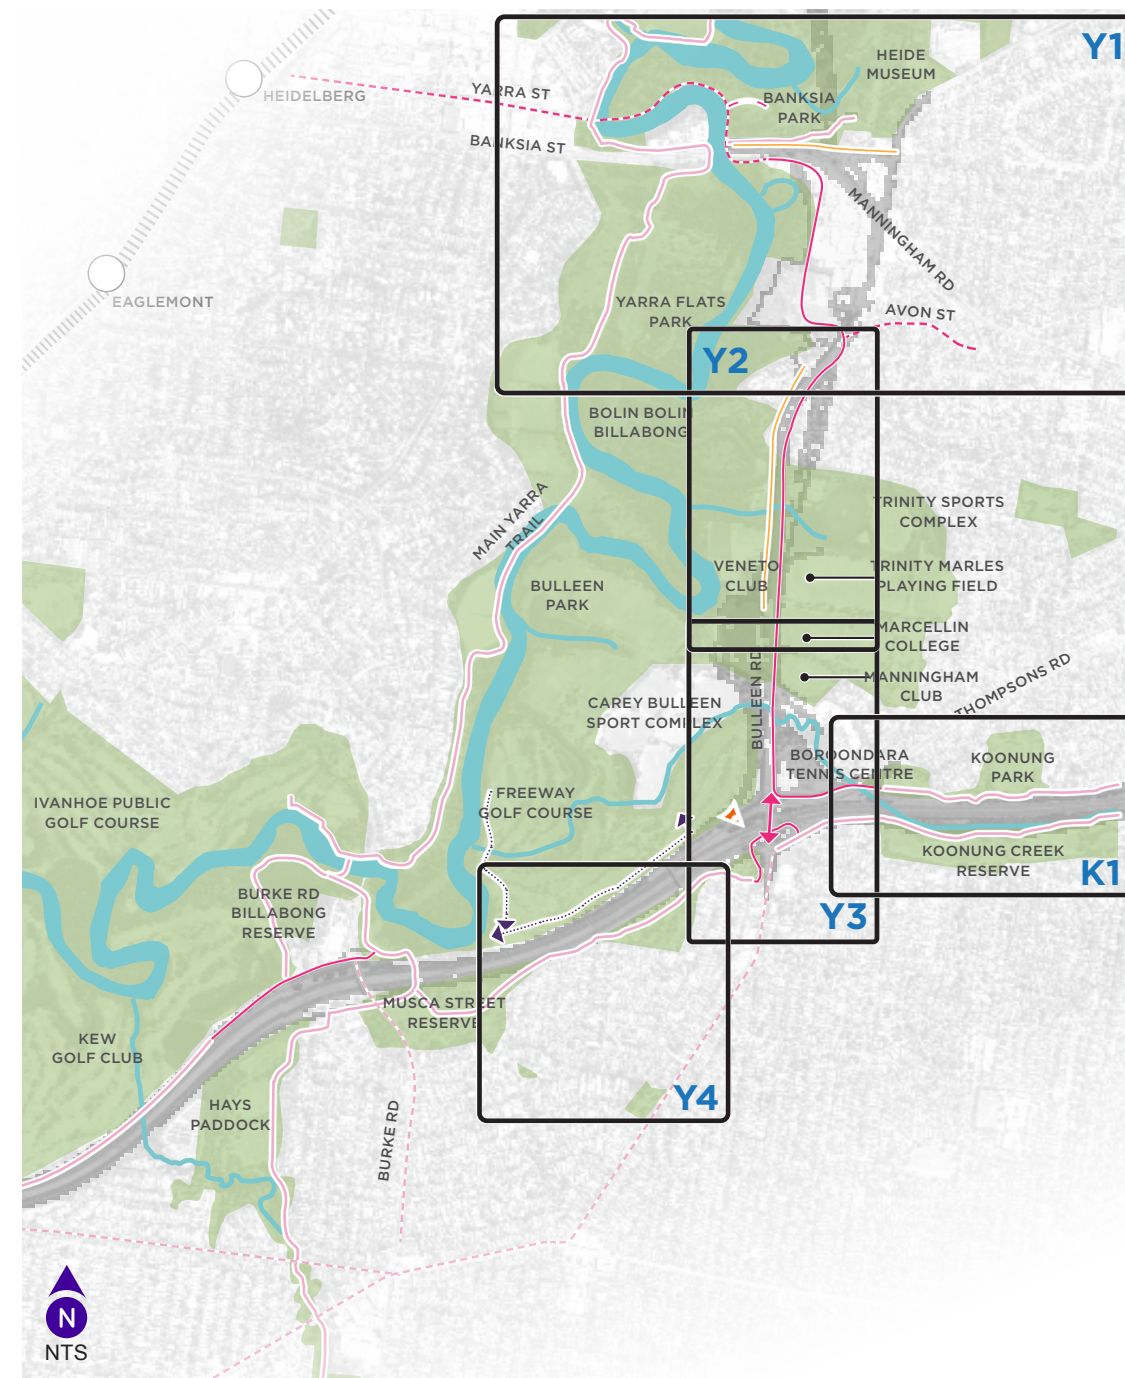 Y1
HEIDE
MUSEUM
HEIDELBERG
YARRA ST
BANKSIA
PARK
BANKSIA ST
MANNINGHAM RD
EAGLEMONT
YARRA FLATS
PARK
AVON ST
Y2
BOLIN BOLIN
BILLABONG
MAIN YARRA
TRAIL
TRINITY SPORTS
COMPLEX
VENETO
CLUB
TRINITY MARLES
PLAYING FIELD
BULLEEN
PARK
MARCELLIN
COLLEGE
MANNINGHAM
CLUB
THOMPSONS RD
BULLEEN RD
CAREY BULLEEN
SPORT COMPLEX
BOROONDARA
TENNIS CENTRE
KOONUNG
PARK
IVANHOE PUBLIC
GOLF COURSE
FREEWAY
GOLF COURSE
KOONUNG CREEK
RESERVE
K1
BURKE RD
BILLABONG
RESERVE
Y3
MUSCA STREET
RESERVE
KEW
GOLF CLUB
HAYS
PADDOCK
Y4
BURKE RD
N
NTS